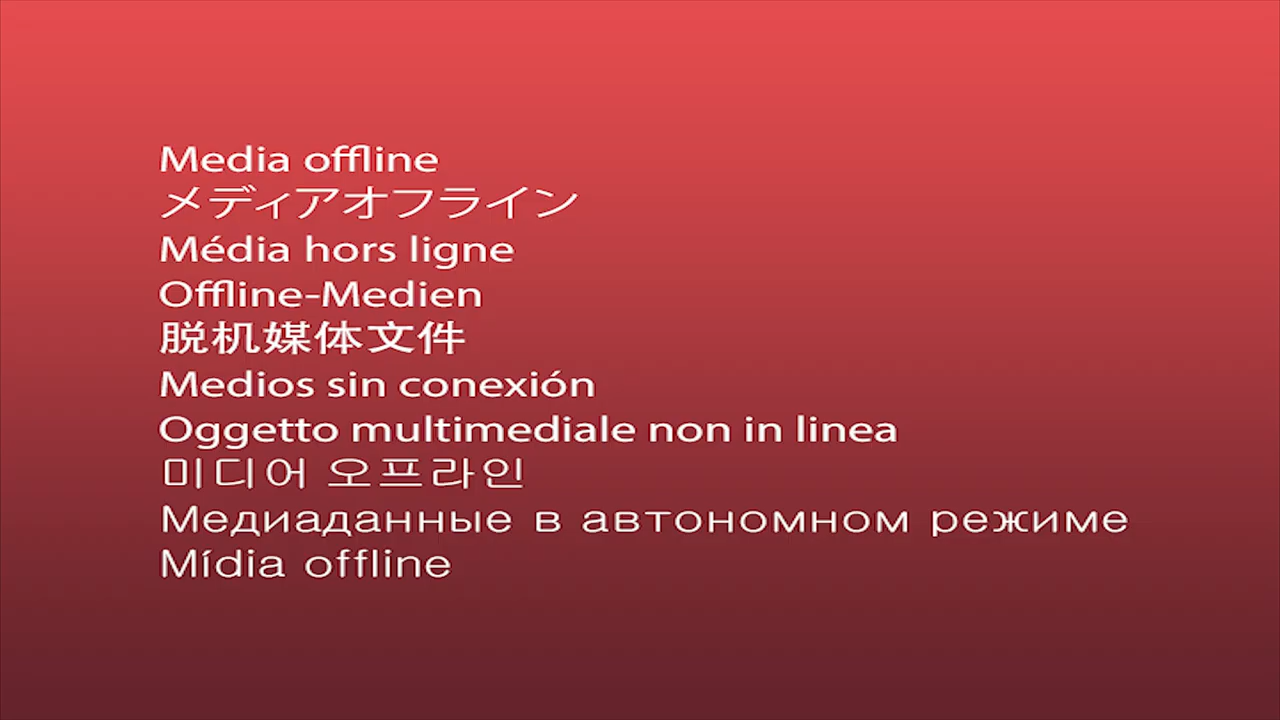 Media offline
メディアオフライン
Média hors ligne
Offline-Medien
脱机媒体文件
Medios sin conexión
Oggetto multimediale non in linea
미디어 오프라인
Медиаданные в автономном режиме
Mídia offline